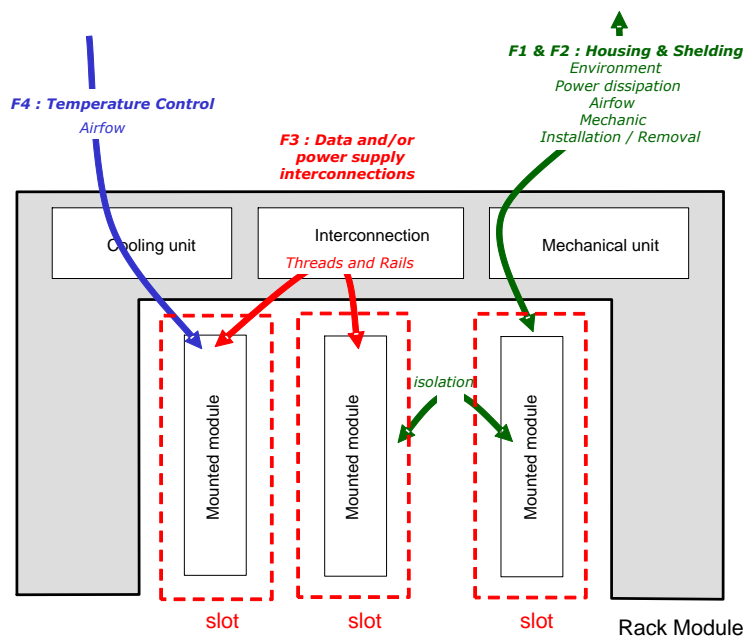 F1 & F2 : Housing & Shelding
Environment
Power dissipation
Airfow
Mechanic
Installation / Removal
F4 : Temperature Control
Airfow
F3 : Data and/or
power supply
interconnections
Cooling unit
Interconnection
Mechanical unit
Threads and Rails
isolation
Mounted module
Mounted module
Mounted module
slot
slot
slot
Rack Module